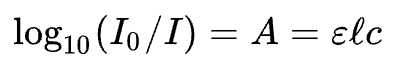 log₁₀(I₀/I) = A = εℓc